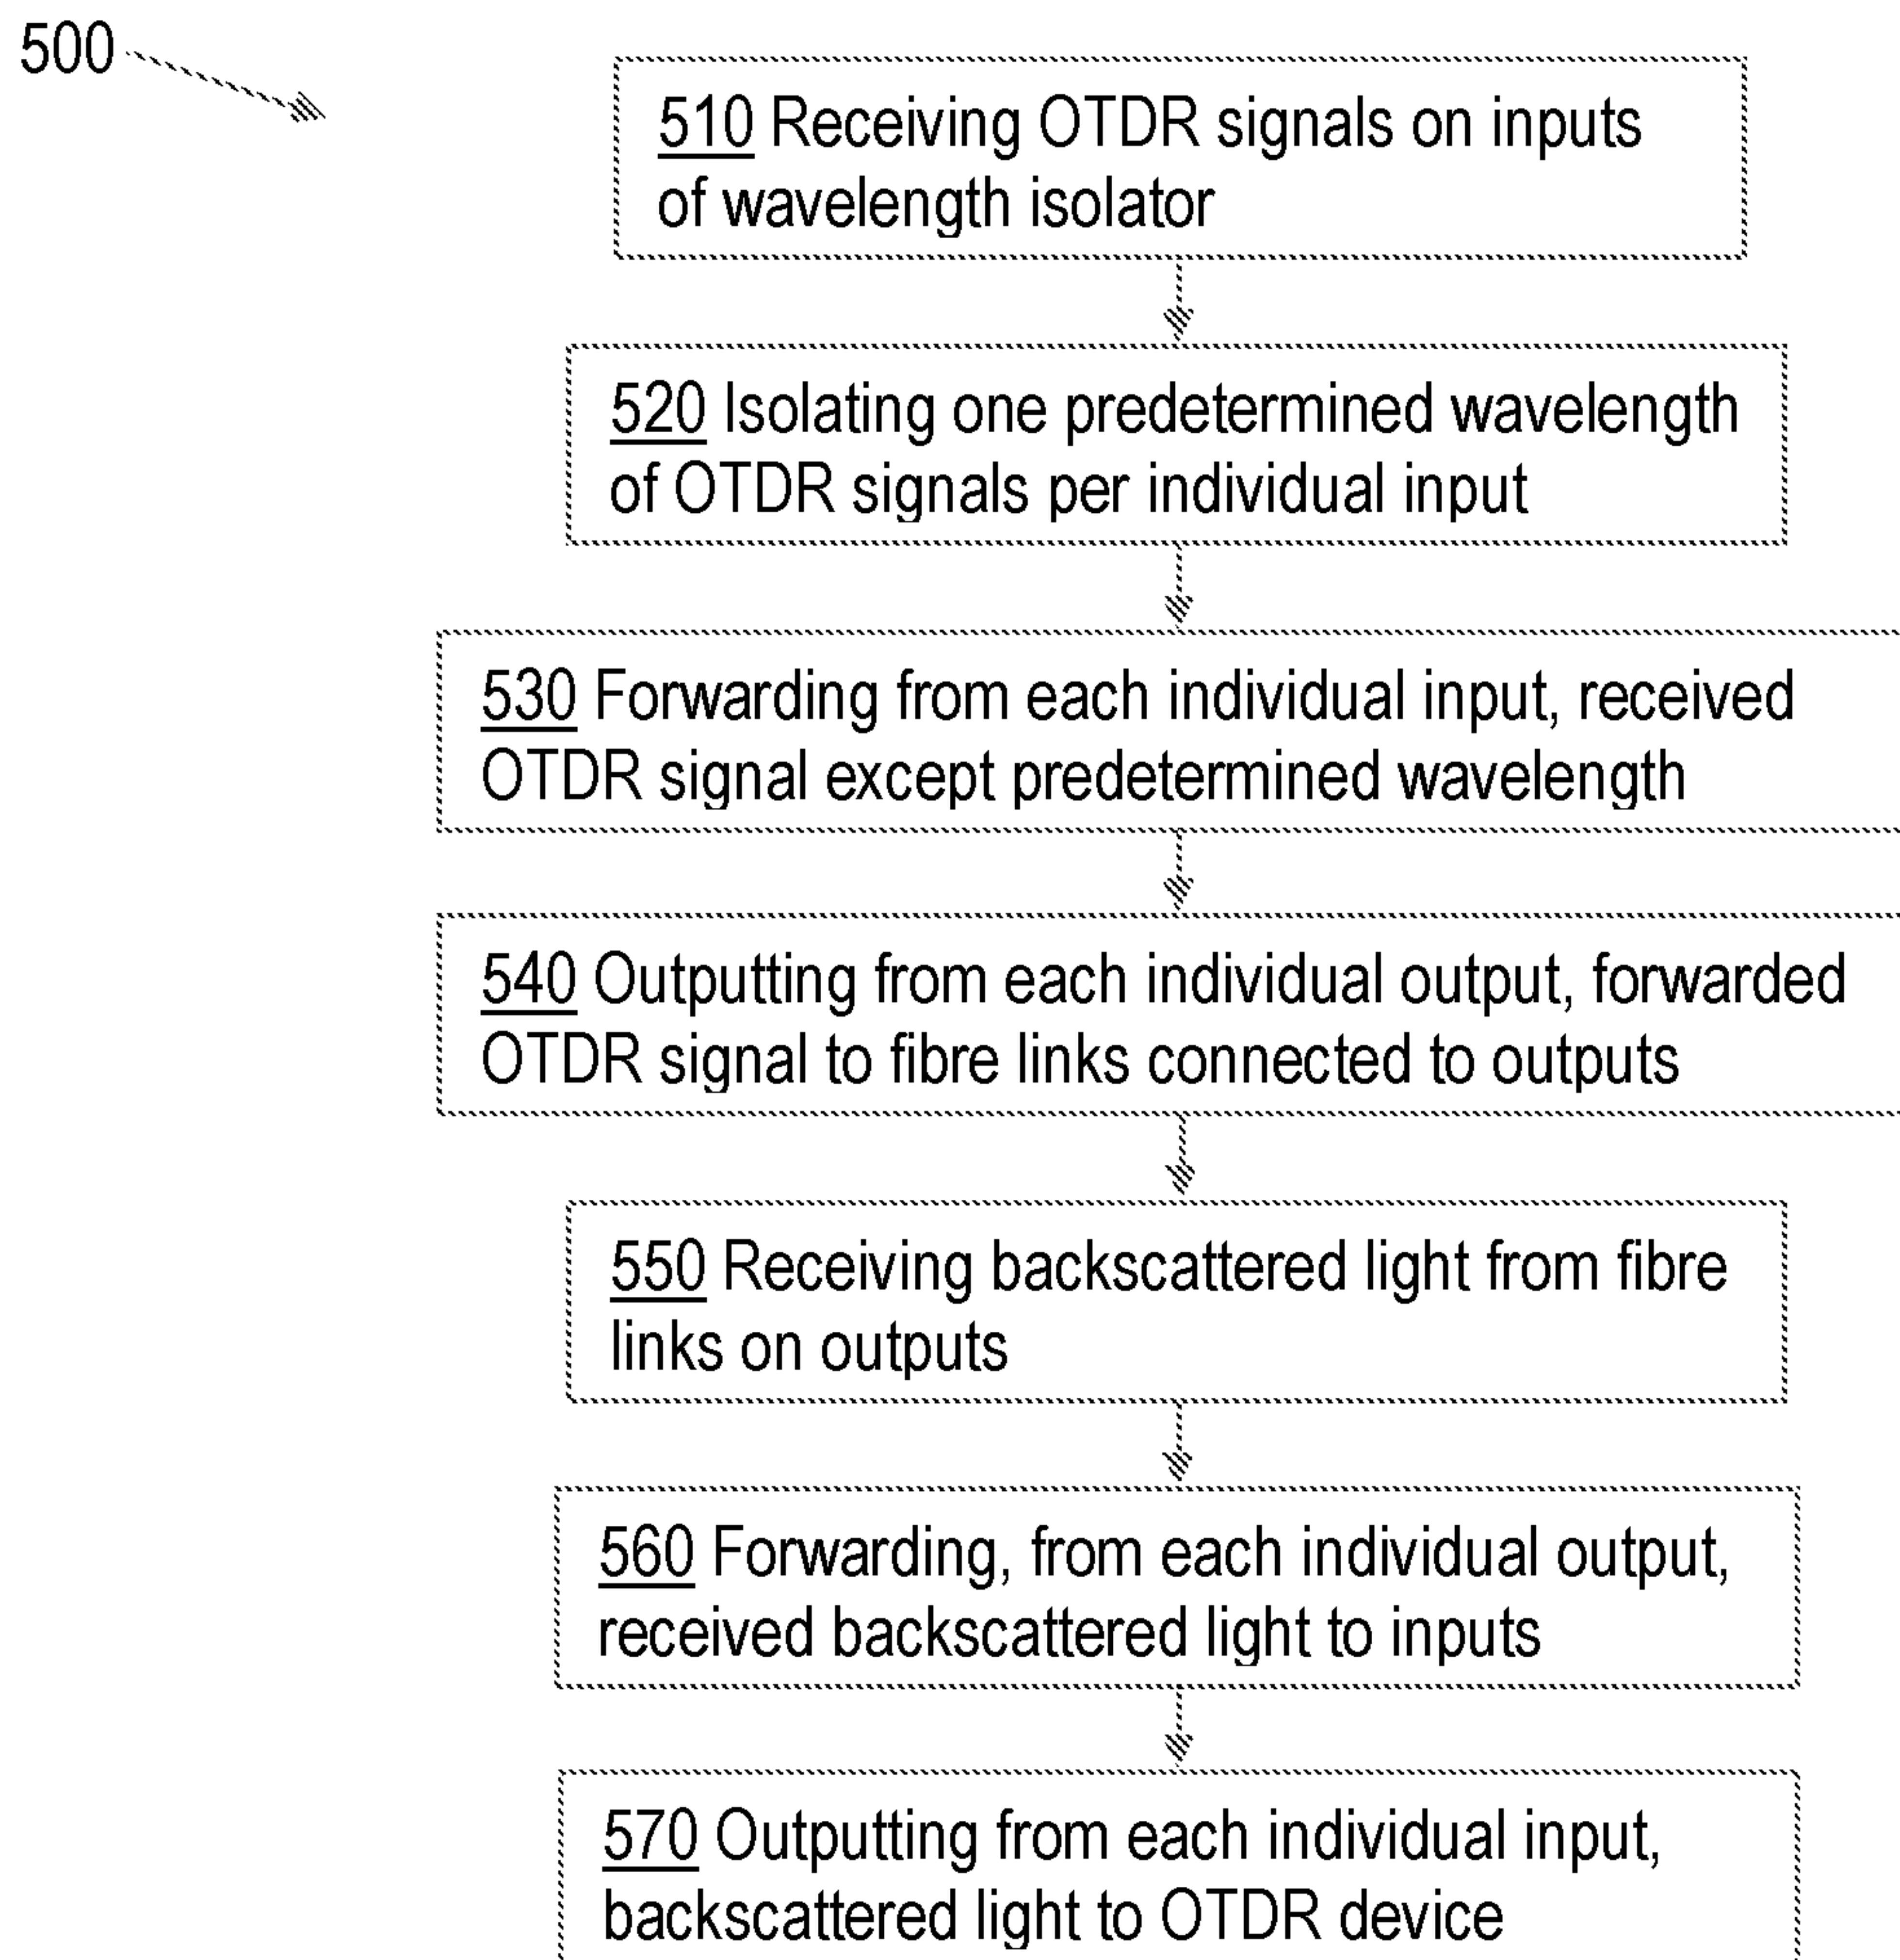 500
510 Receiving OTDR signals on inputs
of wavelength isolator
520 Isolating one predetermined wavelength
of OTDR signals per individual input
530 Forwarding from each individual input, received
OTDR signal except predetermined wavelength
540 Outputting from each individual output, forwarded
OTDR signal to fibre links connected to outputs
550 Receiving backscattered light from fibre
links on outputs
560 Forwarding, from each individual output,
received backscattered light to inputs
570 Outputting from each individual input,
backscattered light to OTDR device